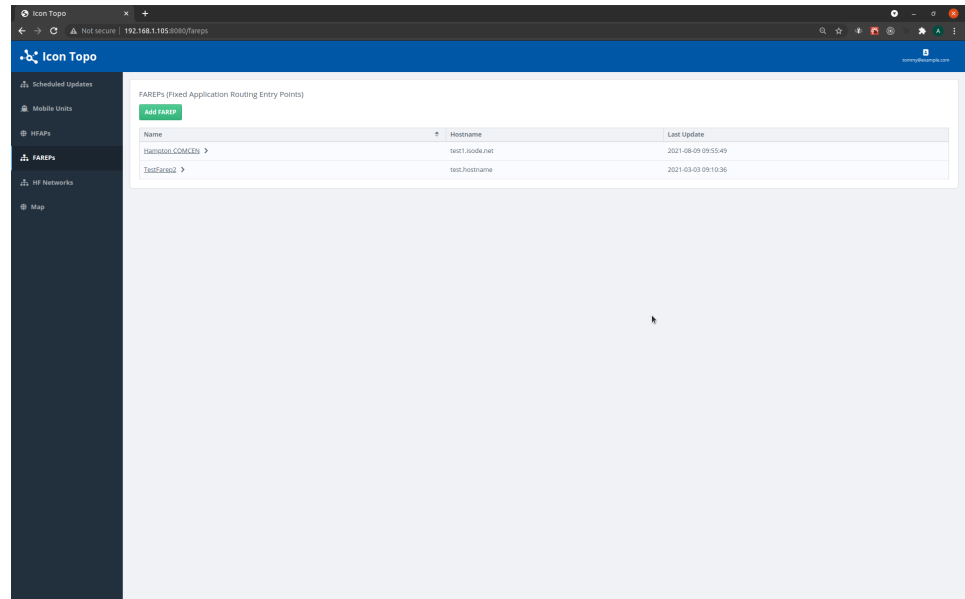 Icon Topo
Not secure | 192.168.1.105:8080/fareps
A
Icon Topo
tommy@example.com
Scheduled Updates
Mobile Units
HFAPs
FAREPs
HF Networks
Map
FAREPs (Fixed Application Routing Entry Points)
Add FAREP
Name Hostname Last Update
Hampton COMCEN test1.isode.net 2021-08-09 09:55:49
TestFarep2 test.hostname 2021-03-03 09:10:36